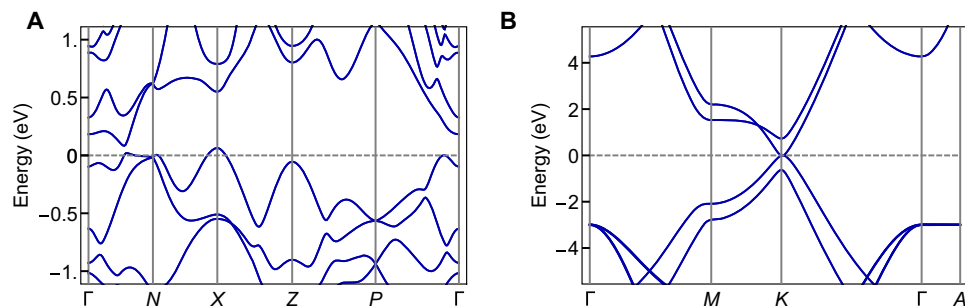 A
Energy (eV)
1.
0.5
0
−0.5
−1.
Γ N X Z P Γ
B
Energy (eV)
4
2
0
−2
−4
Γ M K Γ A